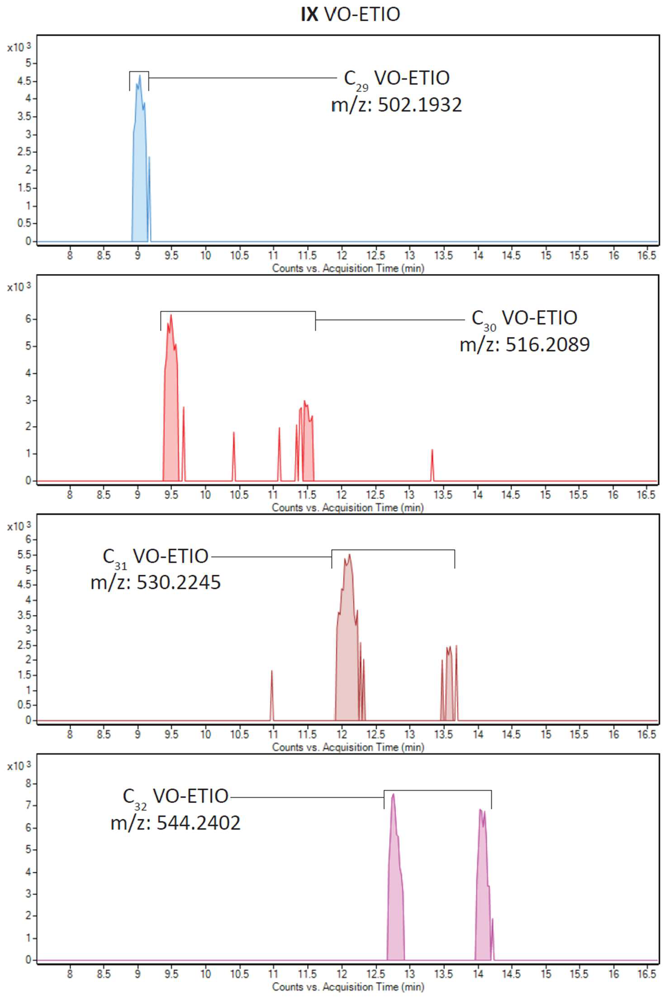 IX VO-ETIO
x10 3
5
4.5
4
3.5
3
2.5
2
1.5
1
0.5
0
C29 VO-ETIO
m/z: 502.1932
8 8.5 9 9.5 10 10.5 11 11.5 12 12.5 13 13.5 14 14.5 15 15.5 16 16.5
Counts vs. Acquisition Time (min)
x10 3
6
5
4
3
2
1
0
C30 VO-ETIO
m/z: 516.2089
8 8.5 9 9.5 10 10.5 11 11.5 12 12.5 13 13.5 14 14.5 15 15.5 16 16.5
Counts vs. Acquisition Time (min)
x10 3
6
5.5
5
4.5
4
3.5
3
2.5
2
1.5
1
0.5
0
C31 VO-ETIO
m/z: 530.2245
8 8.5 9 9.5 10 10.5 11 11.5 12 12.5 13 13.5 14 14.5 15 15.5 16 16.5
Counts vs. Acquisition Time (min)
x10 3
8
7
6
5
4
3
2
1
0
C32 VO-ETIO
m/z: 544.2402
8 8.5 9 9.5 10 10.5 11 11.5 12 12.5 13 13.5 14 14.5 15 15.5 16 16.5
Counts vs. Acquisition Time (min)